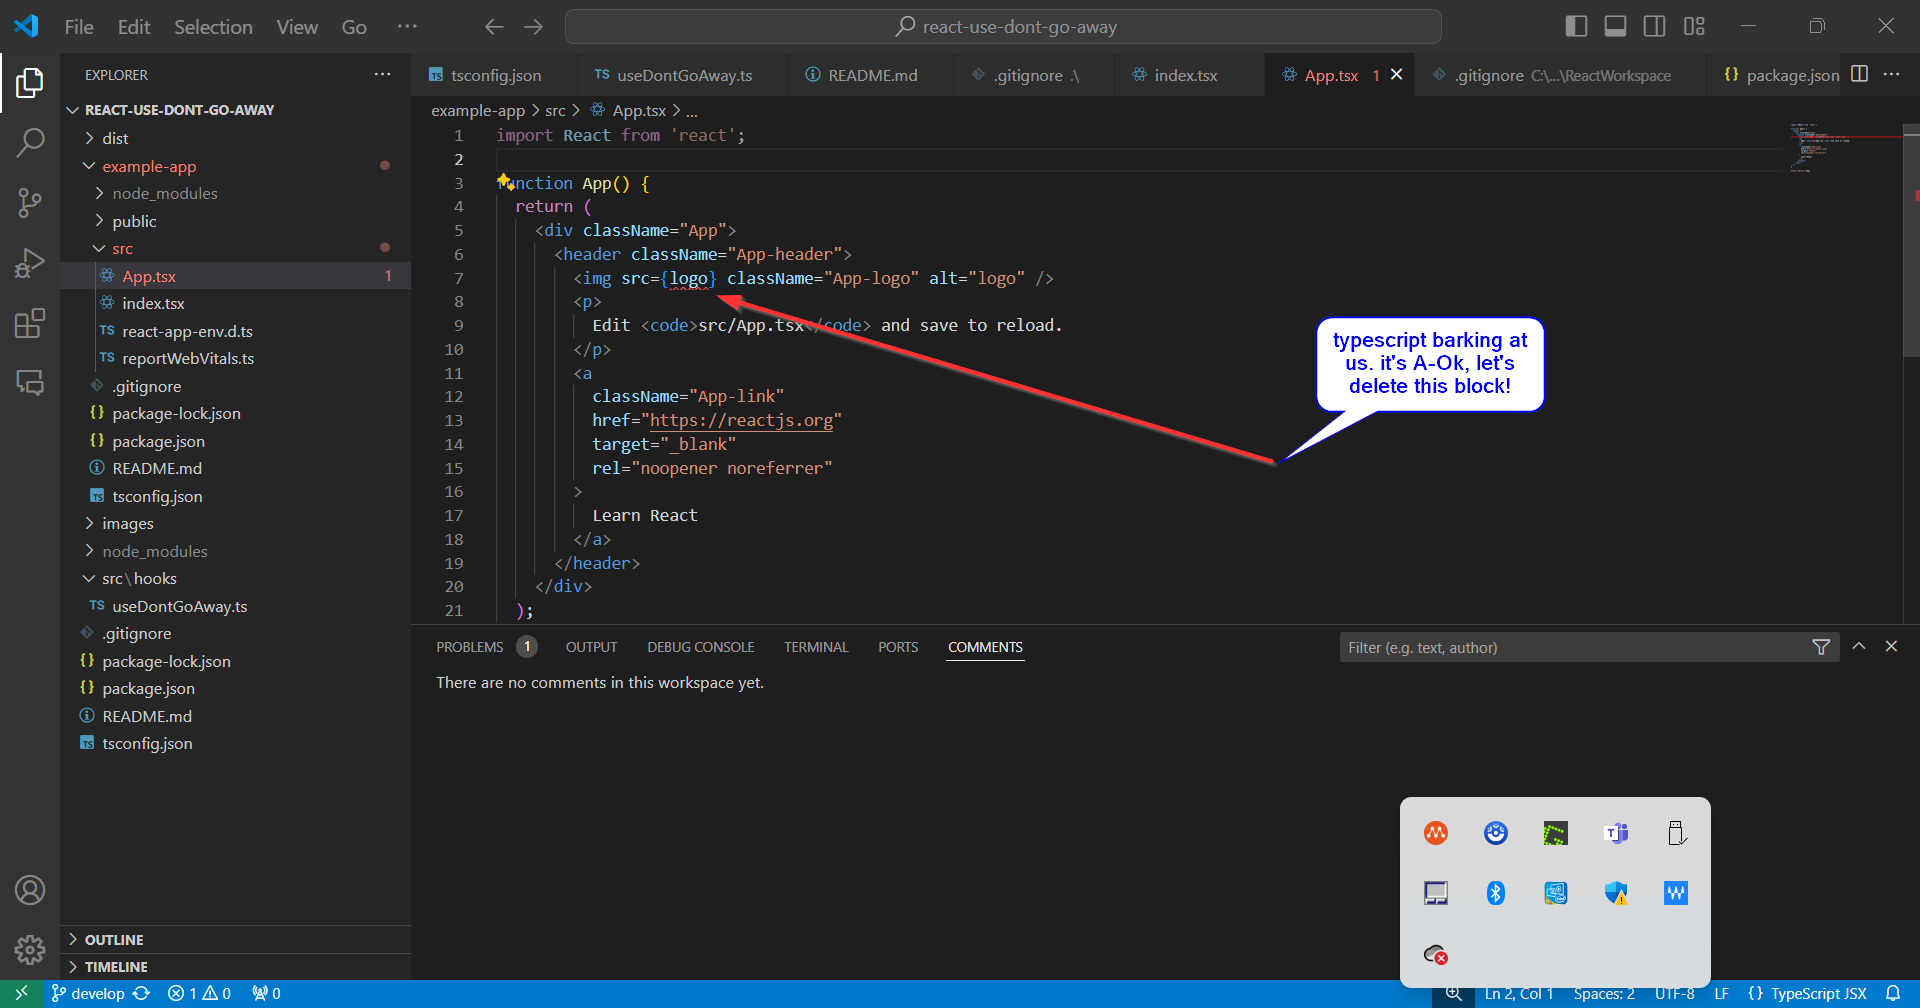 File Edit Selection View Go ··· react-use-dont-go-away
EXPLORER ···
REACT-USE-DONT-GO-AWAY
dist
example-app
node_modules
public
src
App.tsx 1
index.tsx
TS react-app-env.d.ts
TS reportWebVitals.ts
.gitignore
{} package-lock.json
{} package.json
README.md
TS tsconfig.json
images
node_modules
src\hooks
TS useDontGoAway.ts
.gitignore
{} package-lock.json
{} package.json
README.md
TS tsconfig.json
OUTLINE
TIMELINE
TS tsconfig.json TS useDontGoAway.ts README.md .gitignore .\ index.tsx App.tsx 1 .gitignore C:\...\ReactWorkspace {} package.json ···
example-app > src > App.tsx > ...
1 import React from 'react';
2
3 function App() {
4 return (
5 <div className="App">
6 <header className="App-header">
7 <img src={logo} className="App-logo" alt="logo" />
8 <p>
9 Edit <code>src/App.tsx</code> and save to reload.
10 </p>
11 <a
12 className="App-link"
13 href="https://reactjs.org"
14 target="_blank"
15 rel="noopener noreferrer"
16 >
17 Learn React
18 </a>
19 </header>
20 </div>
21 );
typescript barking at
us. it's A-Ok, let's
delete this block!
PROBLEMS 1 OUTPUT DEBUG CONSOLE TERMINAL PORTS COMMENTS Filter (e.g. text, author)
There are no comments in this workspace yet.
develop 1 0 0 Ln 2, Col 1 Spaces: 2 UTF-8 LF {} TypeScript JSX